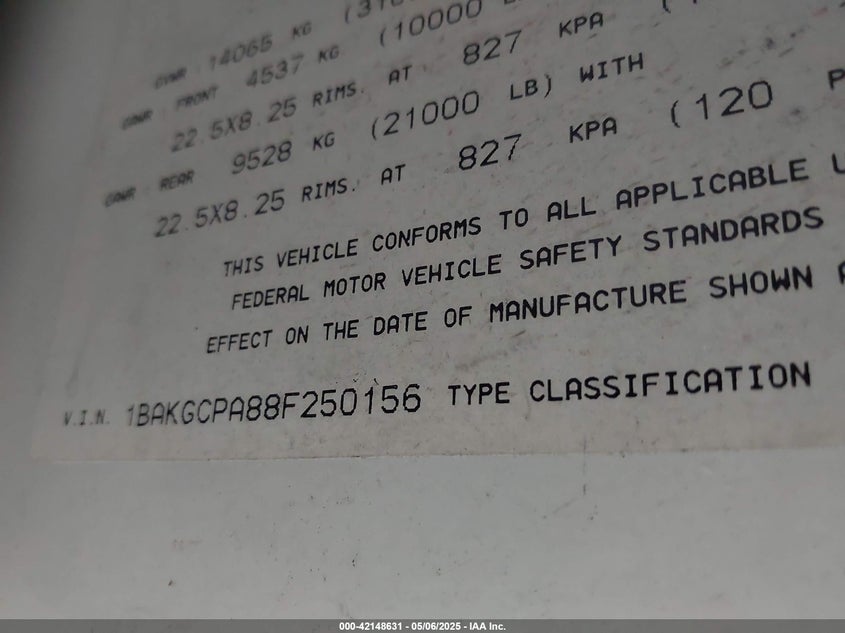 GVWR 14065 KG (310
GAWR FRONT 4537 KG (10000 L
22.5X8.25 RIMS. AT 827 KPA (
GAWR REAR 9528 KG (21000 LB) WITH
22.5X8.25 RIMS. AT 827 KPA (120 P
THIS VEHICLE CONFORMS TO ALL APPLICABLE U
FEDERAL MOTOR VEHICLE SAFETY STANDARDS
EFFECT ON THE DATE OF MANUFACTURE SHOWN A
V.I.N. 1BAKGCPA88F250156 TYPE CLASSIFICATION
000-42148631 - 05/06/2025 - IAA Inc.